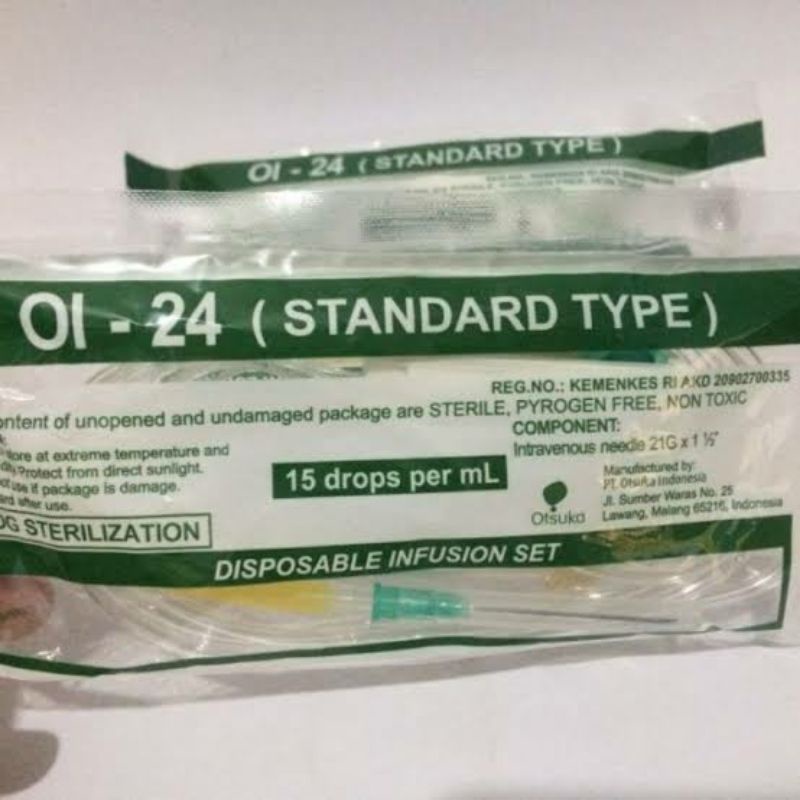 OI - 24 ( STANDARD TYPE )
OI - 24 ( STANDARD TYPE )
REG.NO.: KEMENKES RI AKD 20902700335
ontent of unopened and undamaged package are STERILE, PYROGEN FREE, NON TOXIC
COMPONENT:
Intravenous needle 21G x 1 ½"
store at extreme temperature and
Protect from direct sunlight.
use if package is damage.
after use.
15 drops per mL
Manufactured by:
PT. Otsuka Indonesia
Jl. Sumber Waras No. 25
Lawang, Malang 65216, Indonesia
Otsuka
OG STERILIZATION
DISPOSABLE INFUSION SET